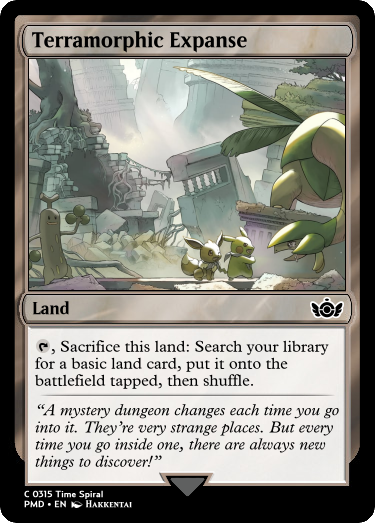 Terramorphic Expanse
Land
, Sacrifice this land: Search your library
for a basic land card, put it onto the
battlefield tapped, then shuffle.
“A mystery dungeon changes each time you go
into it. They’re very strange places. But every
time you go inside one, there are always new
things to discover!”
C 0315 Time Spiral
PMD • EN Hakkentai